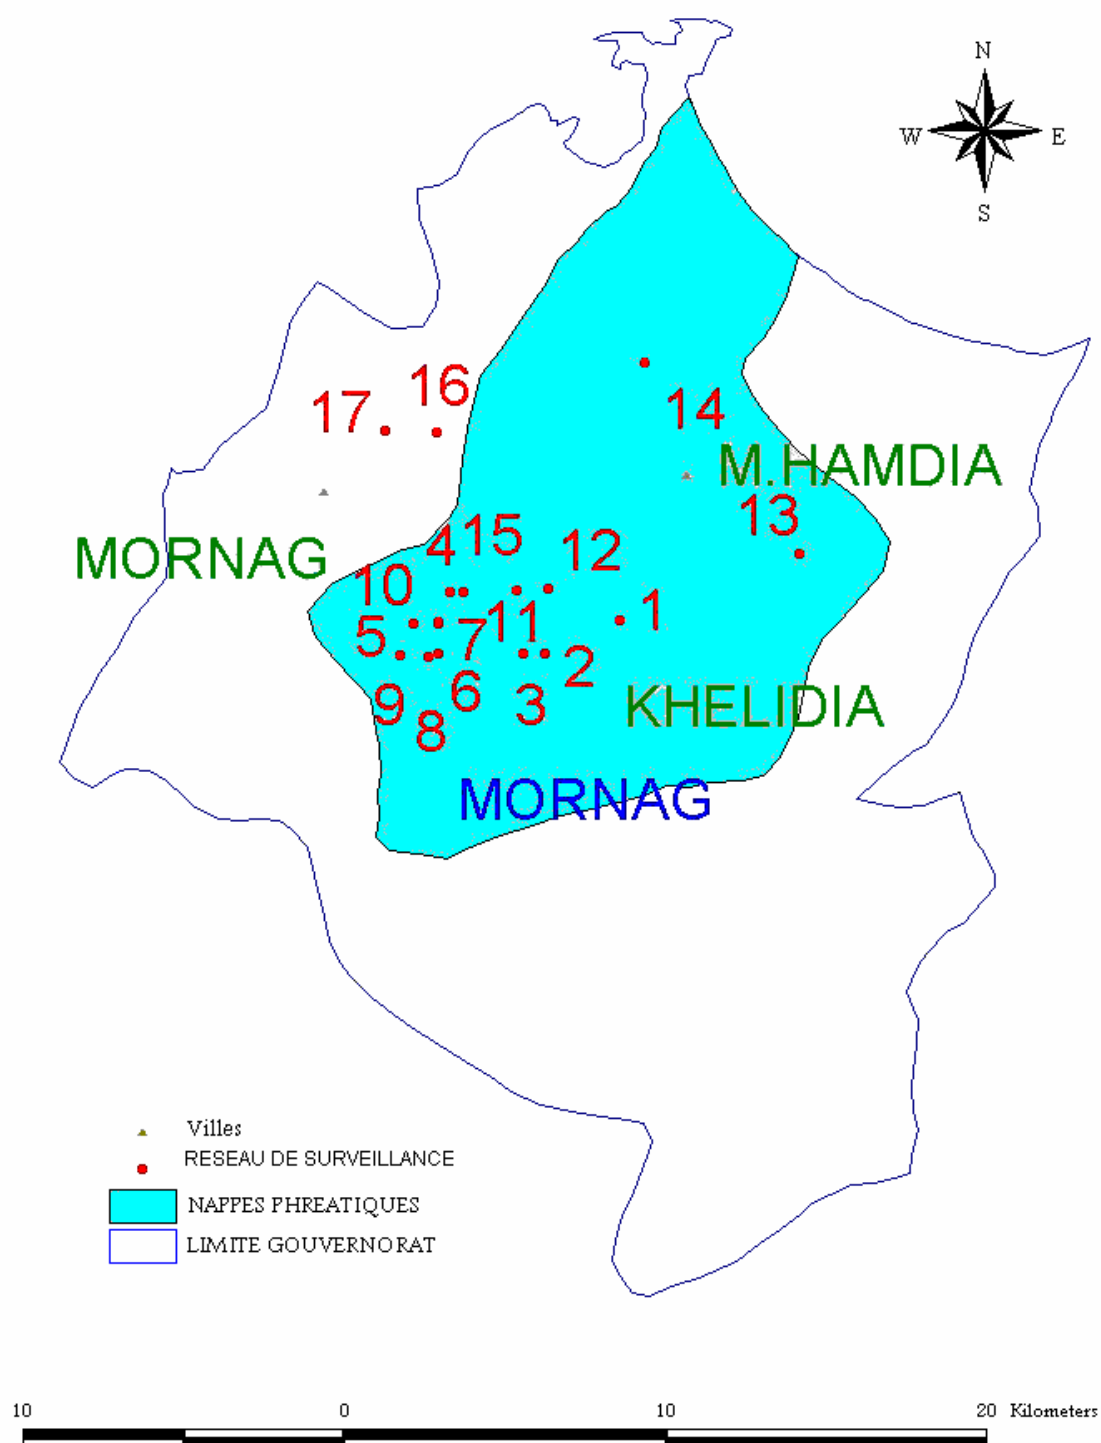 N
W E
S
16
17
14
M.HAMDIA
13
15
4
12
MORNAG
10
1
11
5
7
2
6
9
3
KHELIDIA
8
MORNAG
Villes
RESEAU DE SURVEILLANCE
NAPPES PHREATIQUES
LIMITE GOUVERNORAT
10 0 10 20 Kilometers